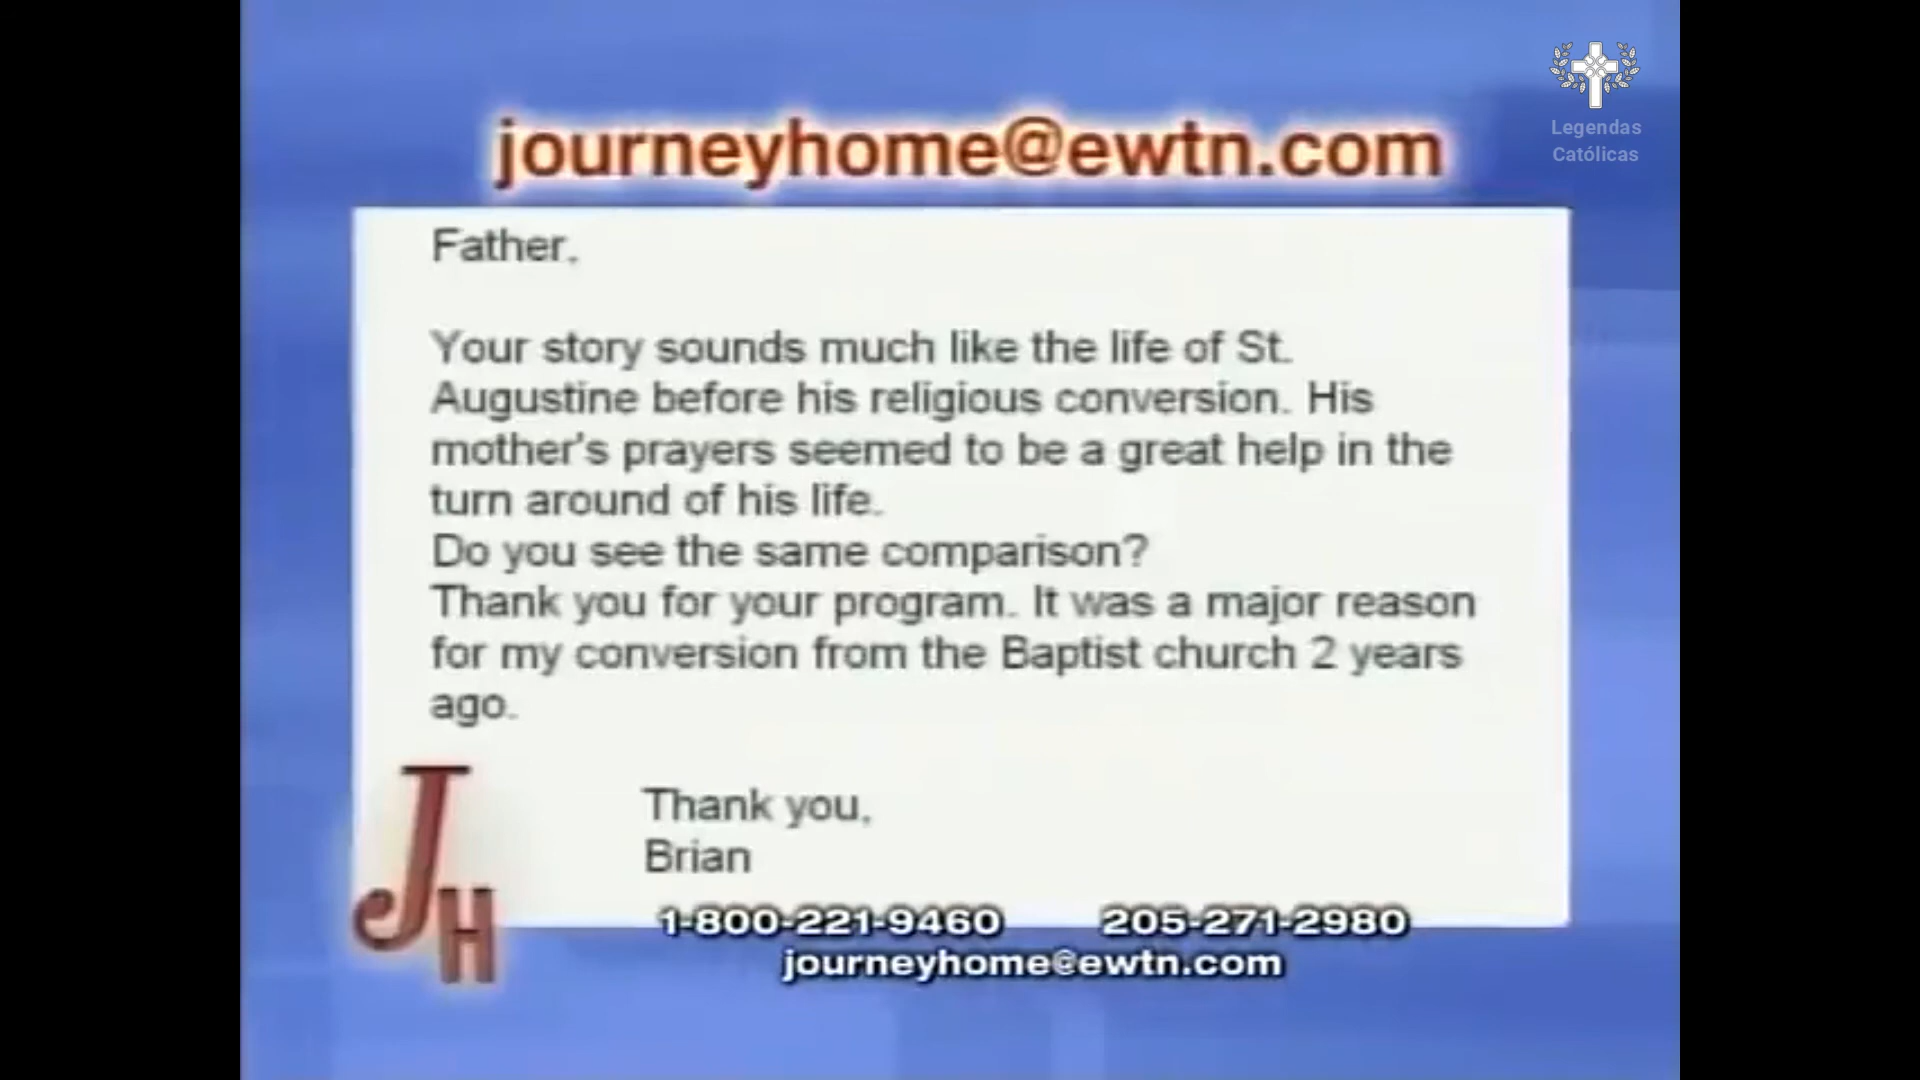 Legendas
Católicas
journeyhome@ewtn.com
Father,
Your story sounds much like the life of St.
Augustine before his religious conversion. His
mother's prayers seemed to be a great help in the
turn around of his life.
Do you see the same comparison?
Thank you for your program. It was a major reason
for my conversion from the Baptist church 2 years
ago.
Thank you,
Brian
JH
1-800-221-9460 205-271-2980
journeyhome@ewtn.com